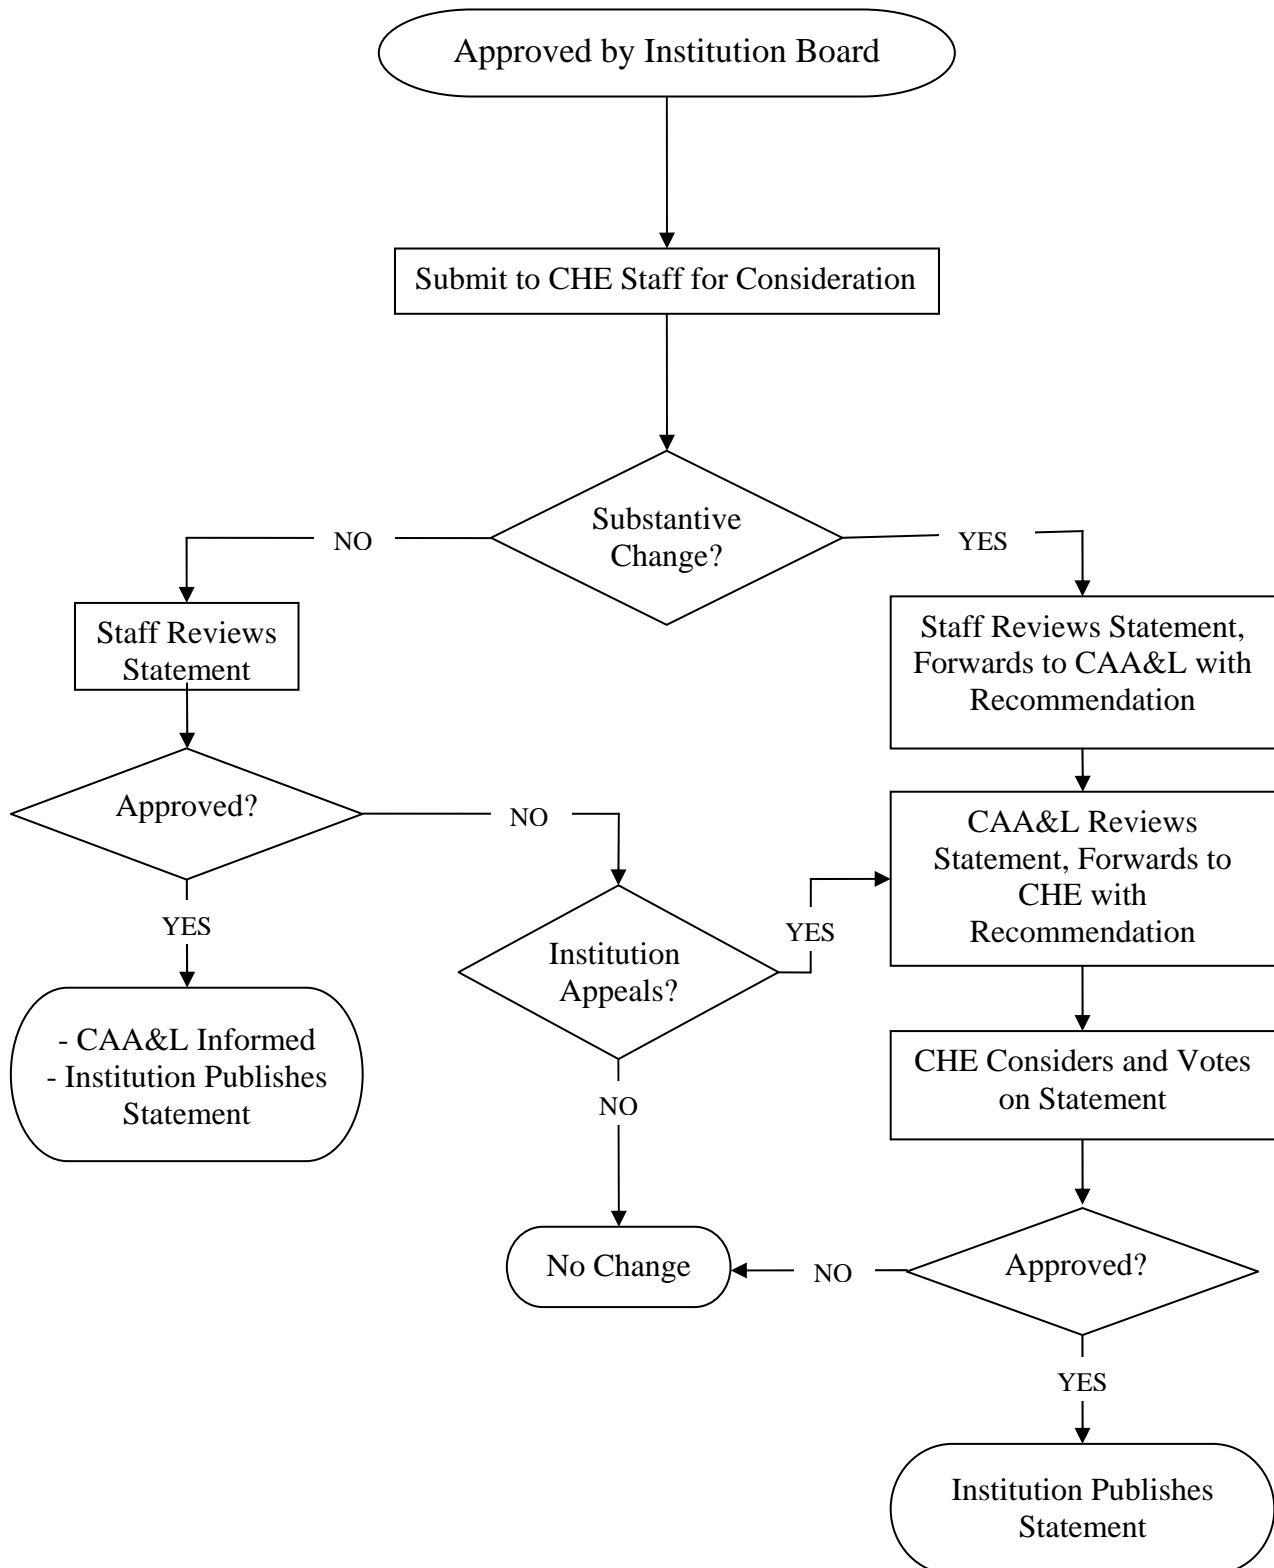 Approved by Institution Board
Submit to CHE Staff for Consideration
Substantive
Change?
NO
YES
Staff Reviews
Statement
Staff Reviews Statement,
Forwards to CAA&L with
Recommendation
Approved?
NO
CAA&L Reviews
Statement, Forwards to
CHE with
Recommendation
YES
YES
Institution
Appeals?
- CAA&L Informed
- Institution Publishes
Statement
CHE Considers and Votes
on Statement
NO
No Change
NO
Approved?
YES
Institution Publishes
Statement